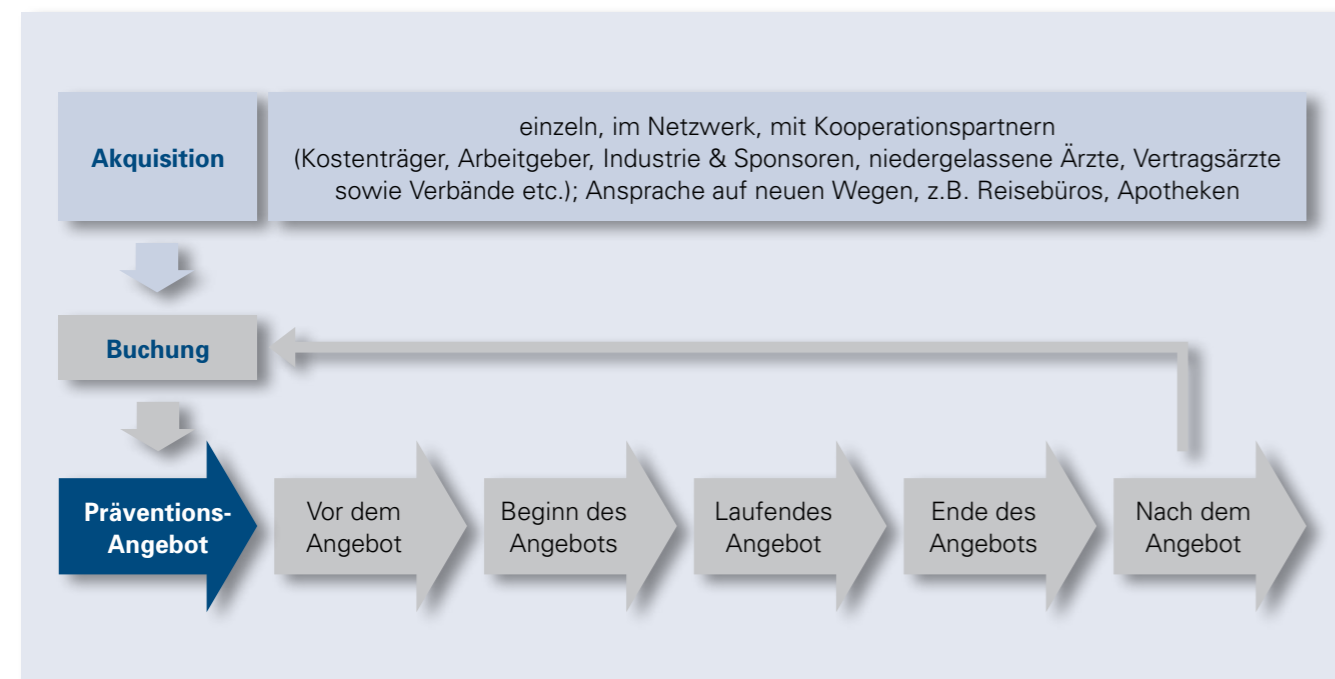 Akquisition
einzeln, im Netzwerk, mit Kooperationspartnern
(Kostenträger, Arbeitgeber, Industrie & Sponsoren, niedergelassene Ärzte, Vertragsärzte
sowie Verbände etc.); Ansprache auf neuen Wegen, z.B. Reisebüros, Apotheken
Buchung
Präventions-
Angebot
Vor dem
Angebot
Beginn des
Angebots
Laufendes
Angebot
Ende des
Angebots
Nach dem
Angebot